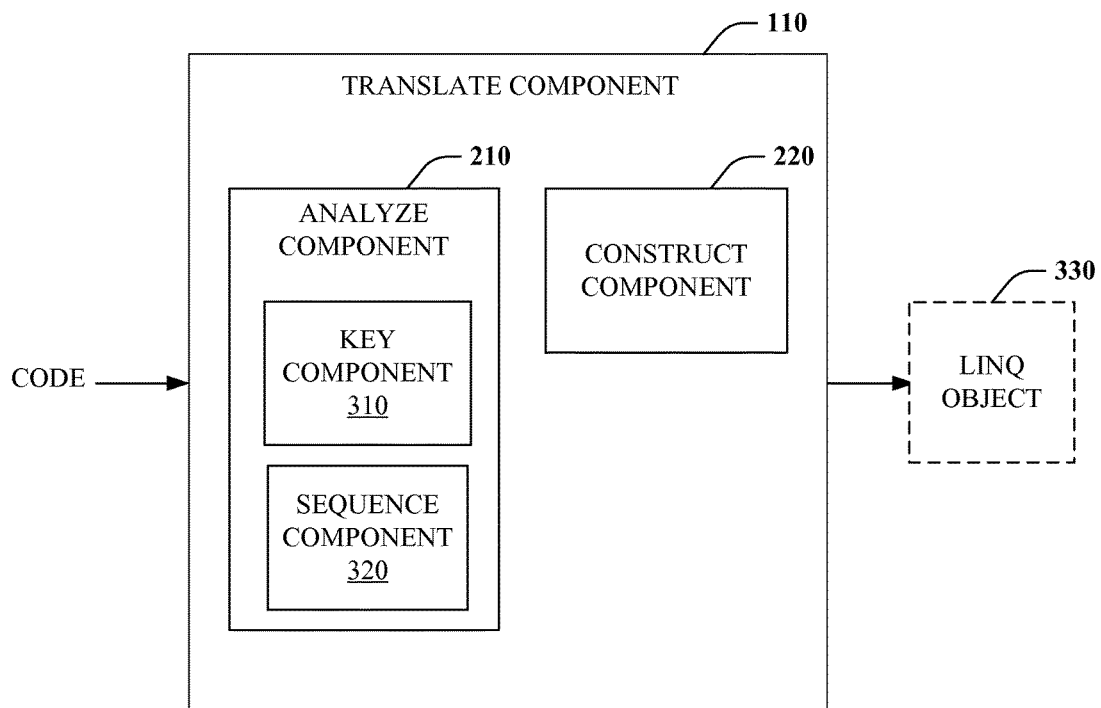 110
TRANSLATE COMPONENT
210
ANALYZE
COMPONENT
KEY
COMPONENT
310
SEQUENCE
COMPONENT
320
220
CONSTRUCT
COMPONENT
CODE
330
LINQ
OBJECT